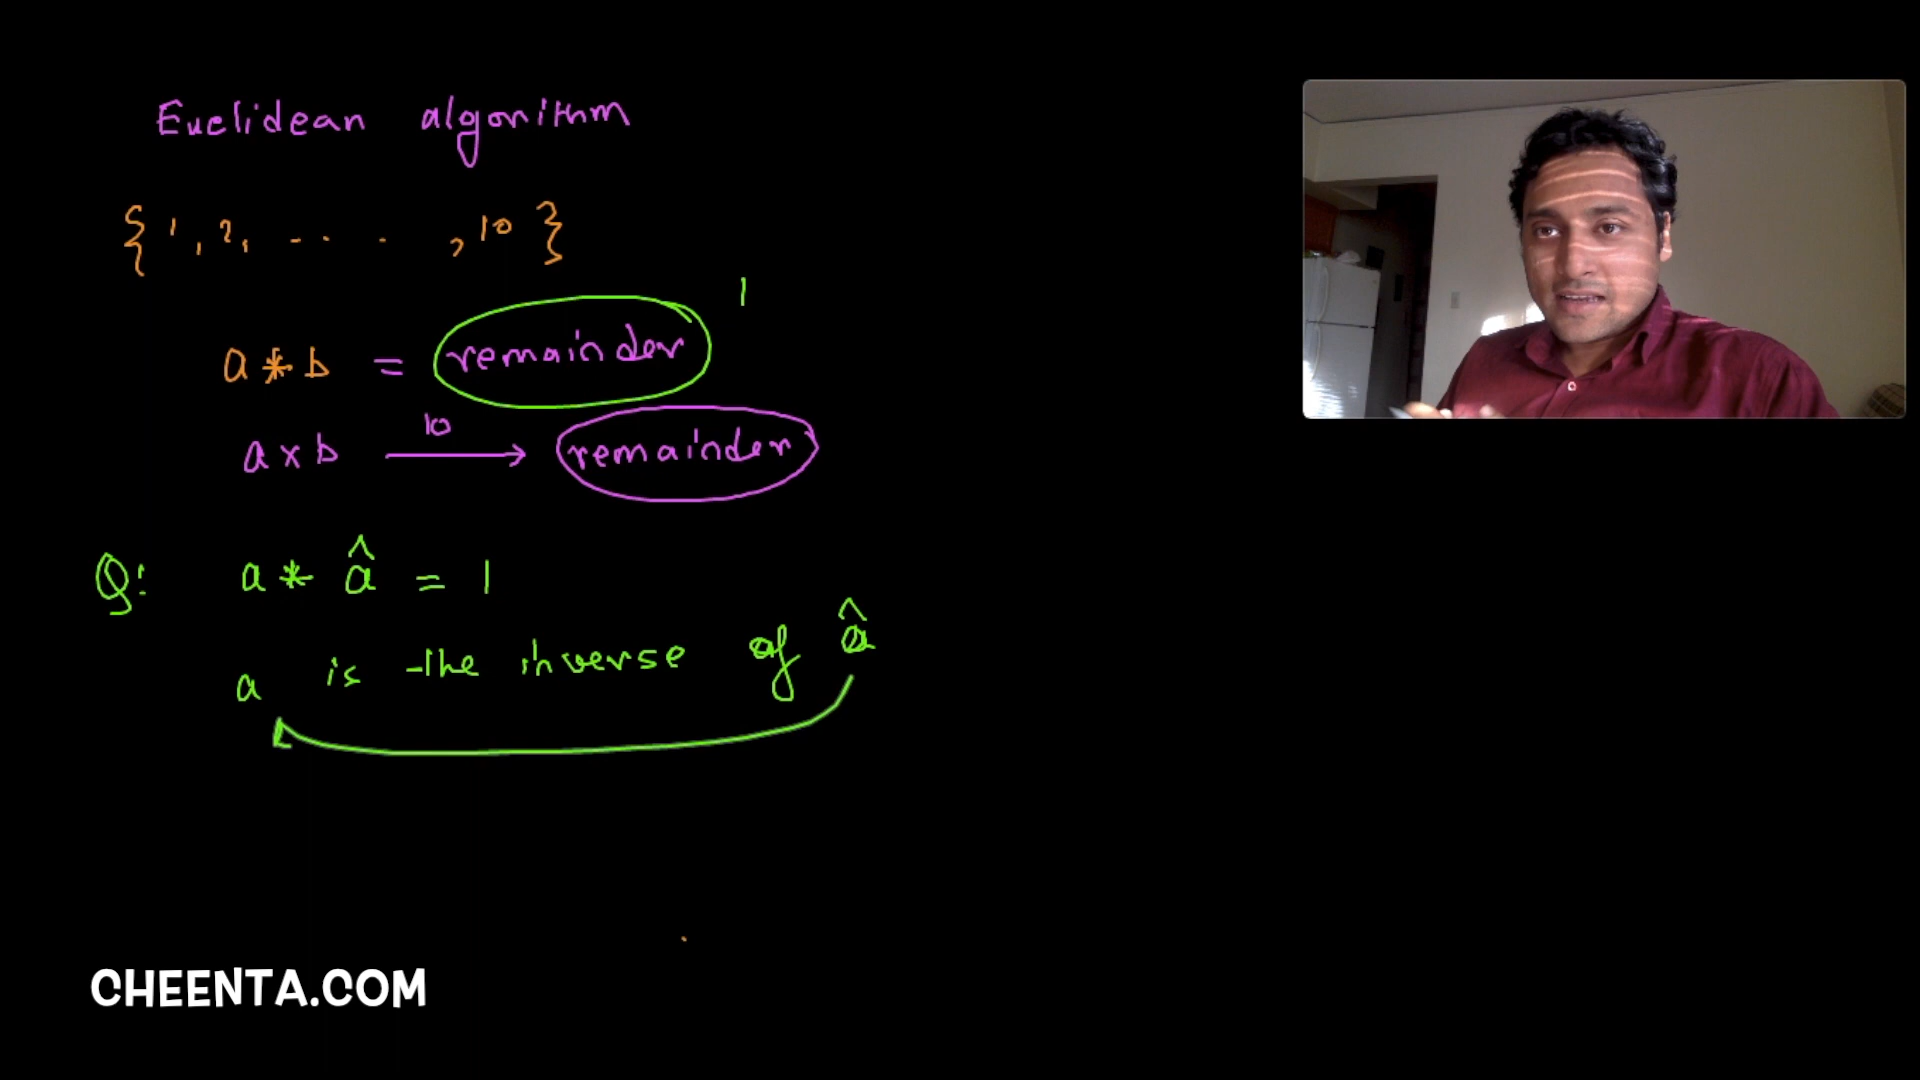 Euclidean algorithm
{ 1, 2, - - . . , 10 }
1
a * b = remainder
10
a x b → remainder
Q: a * â = 1
a is the inverse of â
CHEENTA.COM